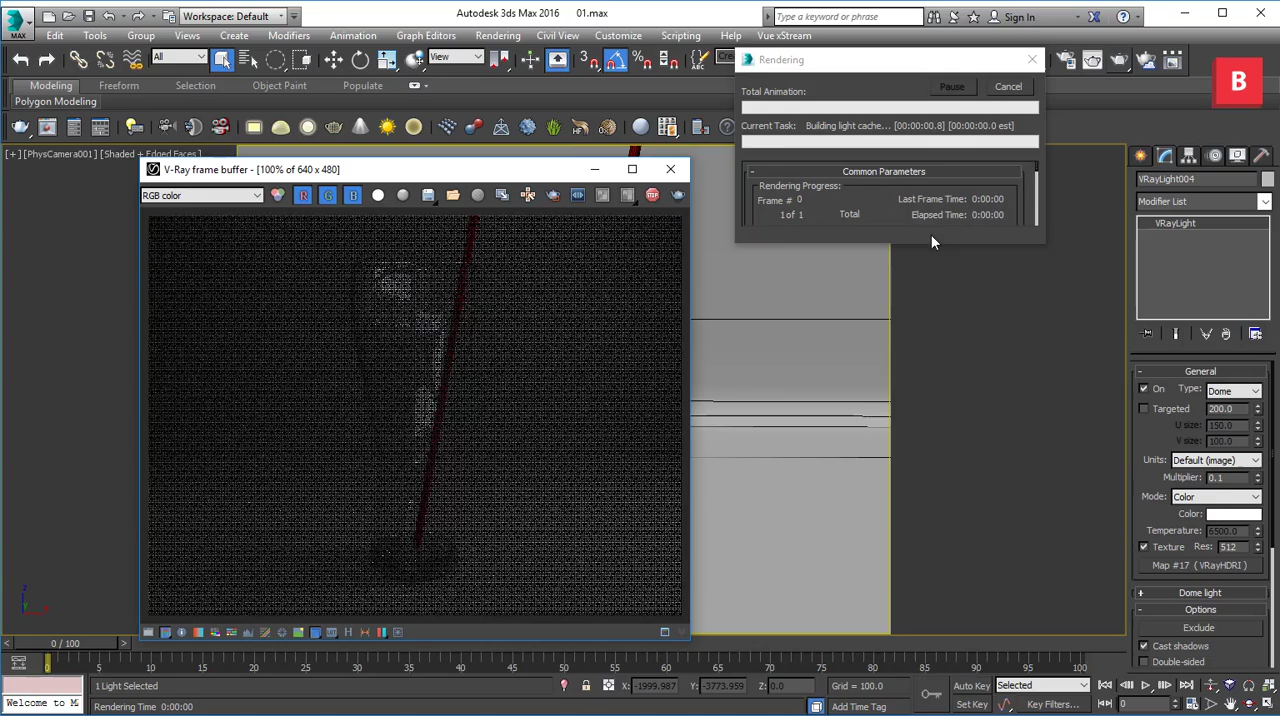 Workspace: Default
Autodesk 3ds Max 2016 01.max
Type a keyword or phrase
Sign In
MAX
Edit Tools Group Views Create Modifiers Animation Graph Editors Rendering Civil View Customize Scripting Help Vue xStream
All
View
Modeling Freeform Selection Object Paint Populate
Polygon Modeling
Rendering
Total Animation:
Pause
Cancel
Current Task: Building light cache... [00:00:00.8] [00:00:00.0 est]
Common Parameters
Rendering Progress:
Frame # 0
Last Frame Time: 0:00:00
1 of 1 Total
Elapsed Time: 0:00:00
B
[+] [PhysCamera001] [Shaded + Edged Faces]
V-Ray frame buffer - [100% of 640 x 480]
RGB color
R G B
STOP
H
VRayLight004
Modifier List
VRayLight
General
On Type: Dome
Targeted 200.0
U size: 150.0
V size: 100.0
Units: Default (image)
Multiplier: 0.1
Mode: Color
Color:
Temperature: 6500.0
Texture Res: 512
Map #17 (VRayHDRI)
Dome light
Options
Exclude
Cast shadows
Double-sided
z
x
0 / 100
0 5 10 15 20 25 30 35 40 45 50 55 60 65 70 75 80 85 90 95 100
1 Light Selected
X: -1999.987 Y: -3773.959 Z: 0.0
Grid = 100.0
Auto Key
Selected
Welcome to M
Rendering Time 0:00:00
Add Time Tag
Set Key
Key Filters...
0